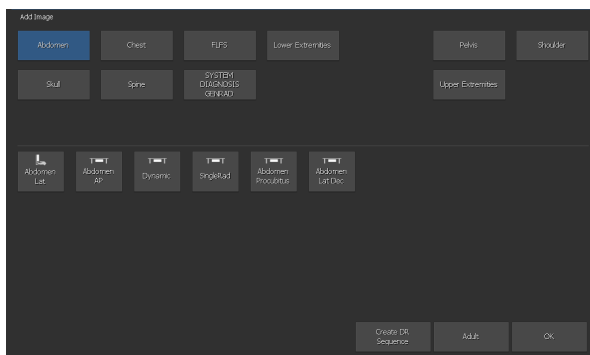 Add Image
Abdomen
Chest
FLFS
Lower Extremities
Pelvis
Shoulder
Skull
Spine
SYSTEM
DIAGNOSIS
GENRAD
Upper Extremities
Abdomen
Lat
Abdomen
AP
Dynamic
SingleRad
Abdomen
Procubitus
Abdomen
Lat Dec
Create DR
Sequence
Adult
OK